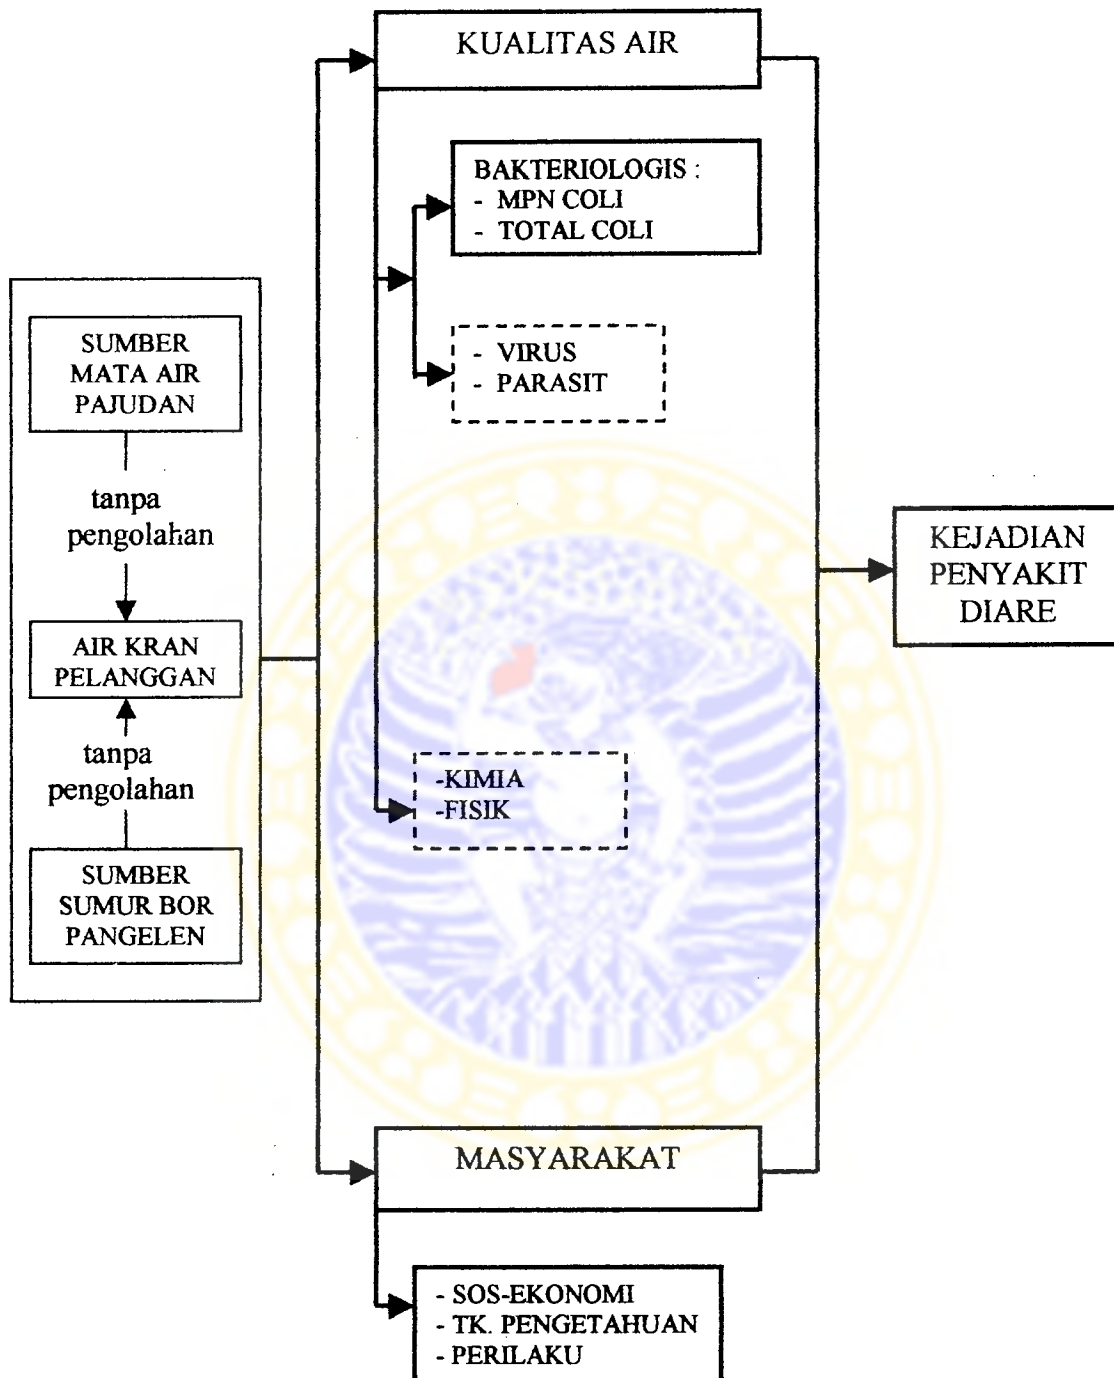 KUALITAS AIR
BAKTERIOLOGIS :
- MPN COLI
- TOTAL COLI
- VIRUS
- PARASIT
SUMBER
MATA AIR
PAJUDAN
tanpa
pengolahan
AIR KRAN
PELANGGAN
tanpa
pengolahan
SUMBER
SUMUR BOR
PANGELEN
-KIMIA
-FISIK
KEJADIAN
PENYAKIT
DIARE
MASYARAKAT
- SOS-EKONOMI
- TK. PENGETAHUAN
- PERILAKU